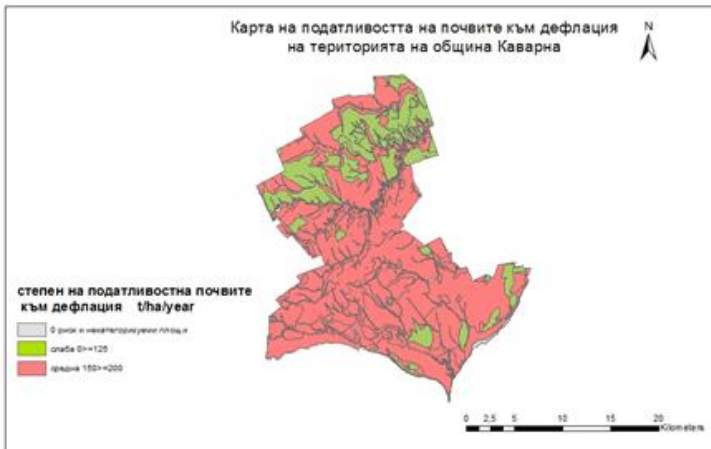 Карта на податливостта на почвите към дефлация
на територията на община Каварна
N
степен на податливостна почвите
към дефлация t/ha/year
0 риск и некатегоризуеми площи
слаба 0>=125
средна 150>=200
0 2,5 5 10 15 20
Kilometers